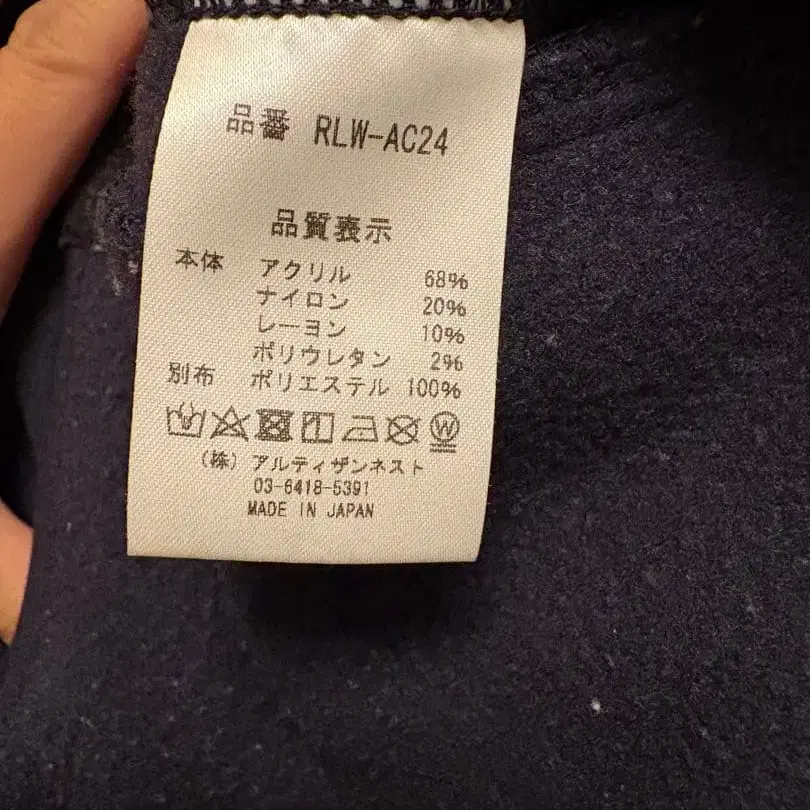 品番 RLW-AC24
品質表示
本体 アクリル 68%
ナイロン 20%
レーヨン 10%
ポリウレタン 2%
別布 ポリエステル 100%
W
(株) アルティザンネスト
03-6418-5391
MADE IN JAPAN